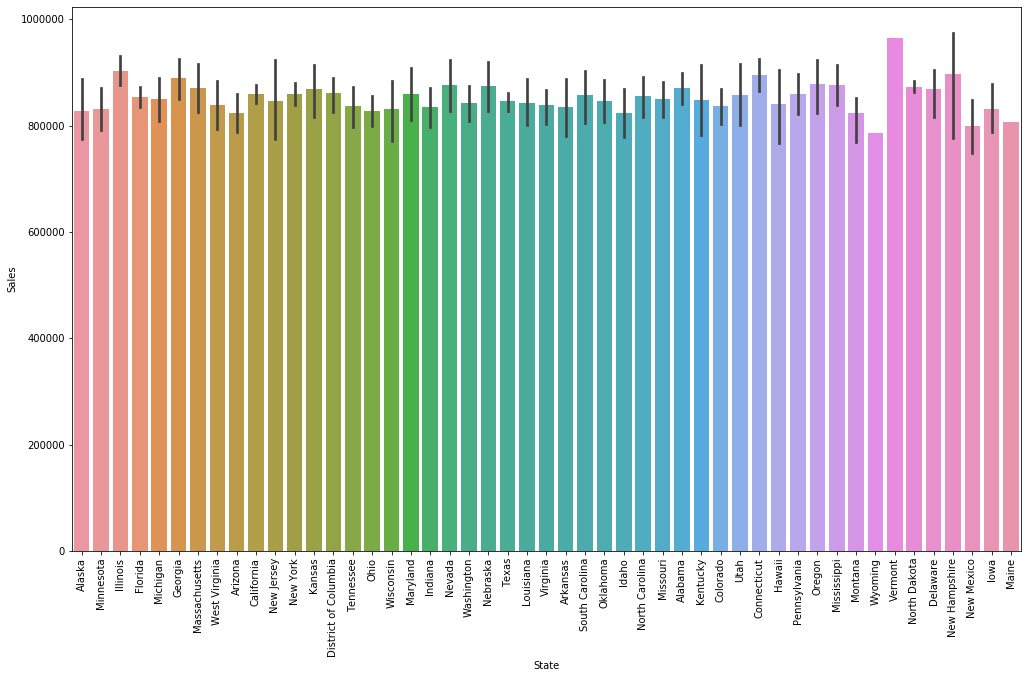 1000000
800000
600000
400000
200000
0
Sales
Alaska
Minnesota
Illinois
Florida
Michigan
Georgia
Massachusetts
West Virginia
Arizona
California
New Jersey
New York
Kansas
District of Columbia
Tennessee
Ohio
Wisconsin
Maryland
Indiana
Nevada
Washington
Nebraska
Texas
Louisiana
Virginia
Arkansas
South Carolina
Oklahoma
Idaho
North Carolina
Missouri
Alabama
Kentucky
Colorado
Utah
Connecticut
Hawaii
Pennsylvania
Oregon
Mississippi
Montana
Wyoming
Vermont
North Dakota
Delaware
New Hampshire
New Mexico
Iowa
Maine
State